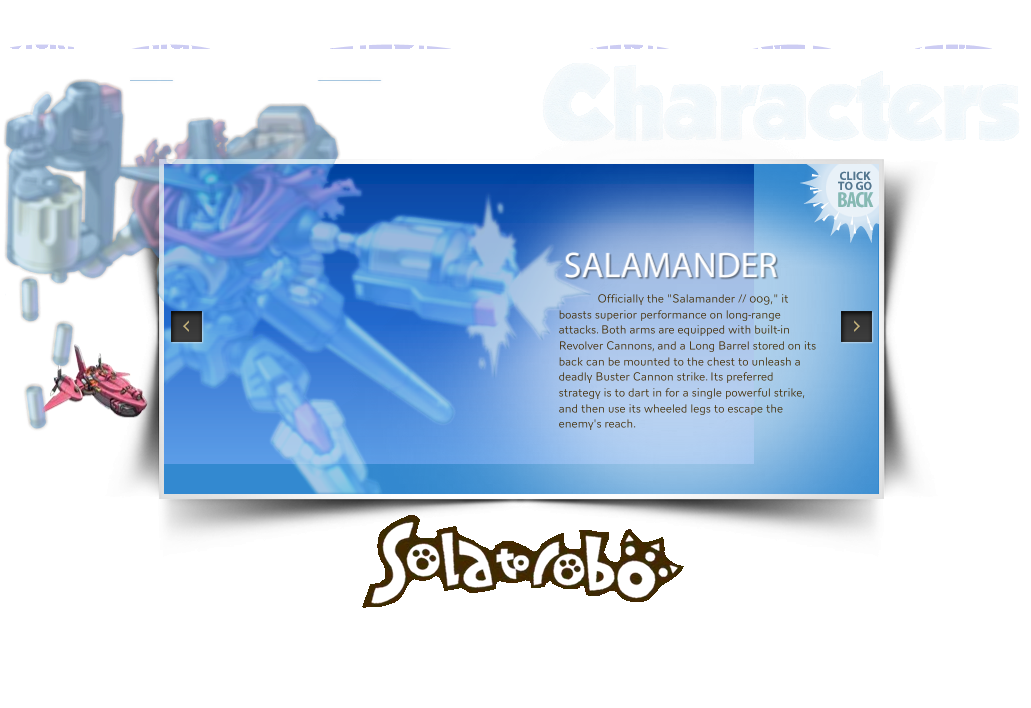 Characters
CLICK
TO GO
BACK
SALAMANDER
Officially the "Salamander // 009," it
boasts superior performance on long-range
attacks. Both arms are equipped with built-in
Revolver Cannons, and a Long Barrel stored on its
back can be mounted to the chest to unleash a
deadly Buster Cannon strike. Its preferred
strategy is to dart in for a single powerful strike,
and then use its wheeled legs to escape the
enemy's reach.
Solatorobo